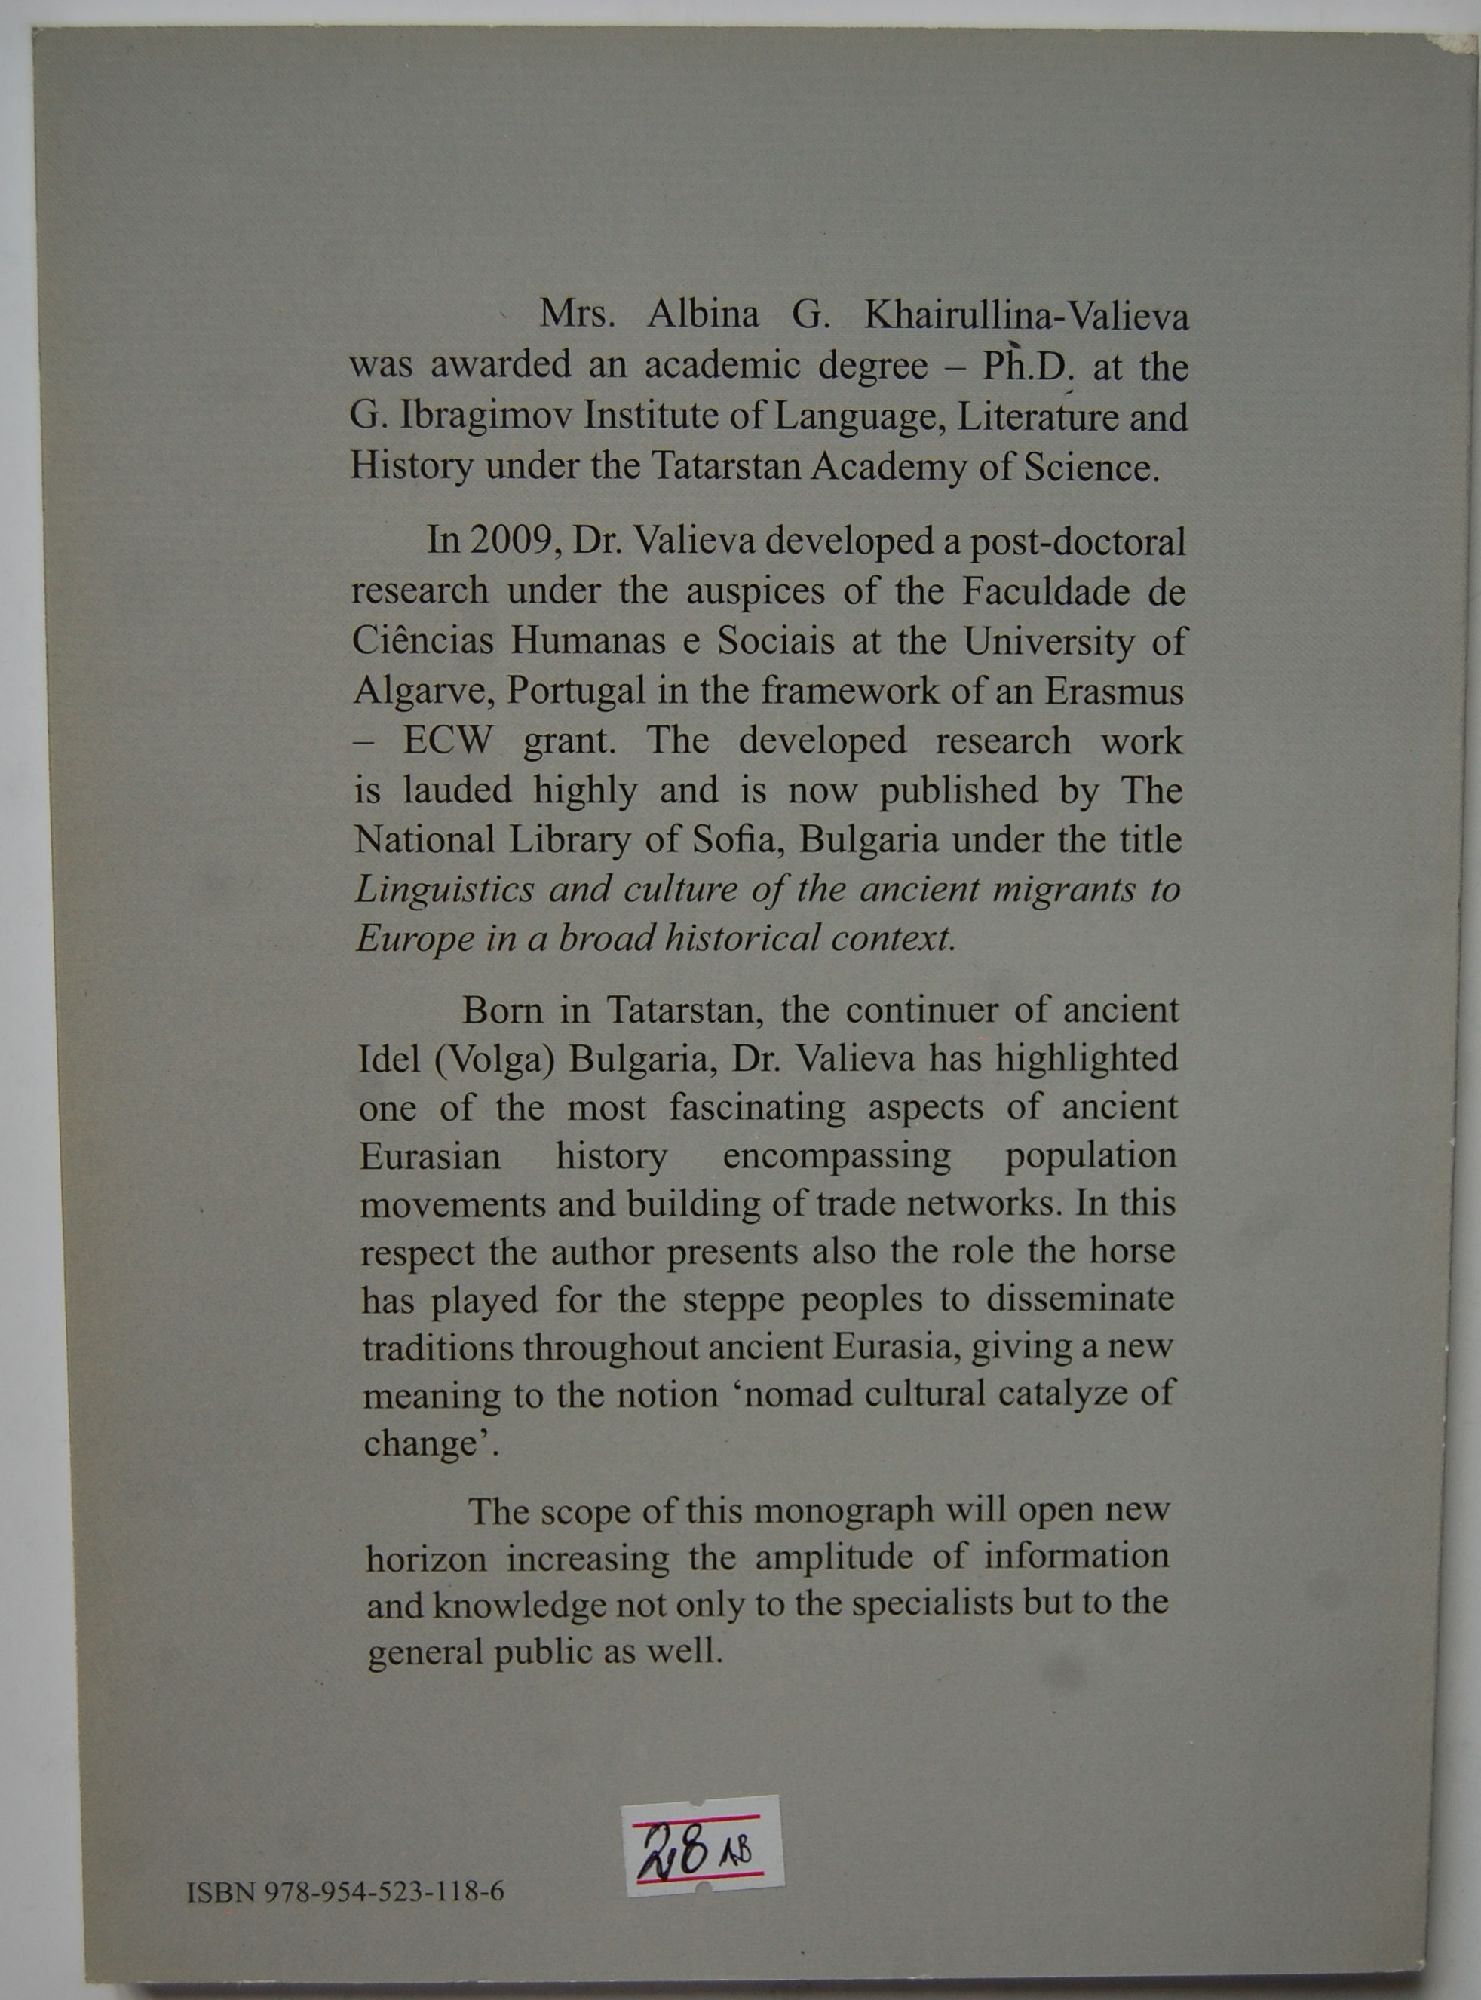 Mrs. Albina G. Khairullina-Valieva
was awarded an academic degree – Ph.D. at the
G. Ibragimov Institute of Language, Literature and
History under the Tatarstan Academy of Science.
In 2009, Dr. Valieva developed a post-doctoral
research under the auspices of the Faculdade de
Ciências Humanas e Sociais at the University of
Algarve, Portugal in the framework of an Erasmus
– ECW grant. The developed research work
is lauded highly and is now published by The
National Library of Sofia, Bulgaria under the title
Linguistics and culture of the ancient migrants to
Europe in a broad historical context.
Born in Tatarstan, the continuer of ancient
Idel (Volga) Bulgaria, Dr. Valieva has highlighted
one of the most fascinating aspects of ancient
Eurasian history encompassing population
movements and building of trade networks. In this
respect the author presents also the role the horse
has played for the steppe peoples to disseminate
traditions throughout ancient Eurasia, giving a new
meaning to the notion ‘nomad cultural catalyze of
change’.
The scope of this monograph will open new
horizon increasing the amplitude of information
and knowledge not only to the specialists but to the
general public as well.
28 лв
ISBN 978-954-523-118-6